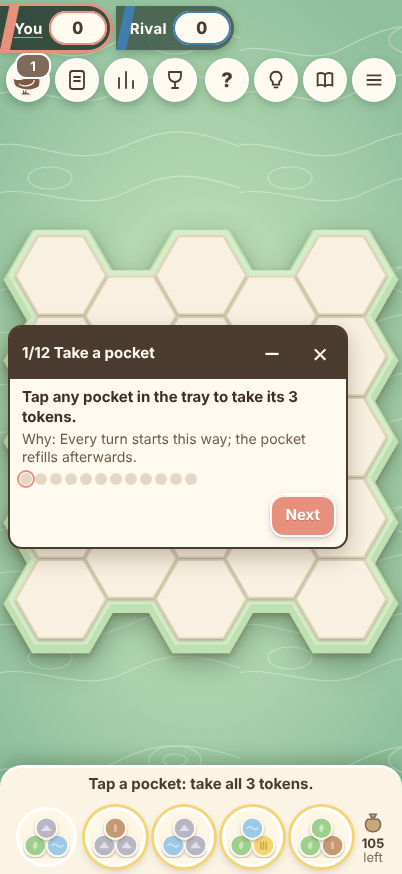 You 0 Rival 0
1
?
1/12 Take a pocket
Tap any pocket in the tray to take its 3
tokens.
Why: Every turn starts this way; the pocket
refills afterwards.
Next
Tap a pocket: take all 3 tokens.
105
left